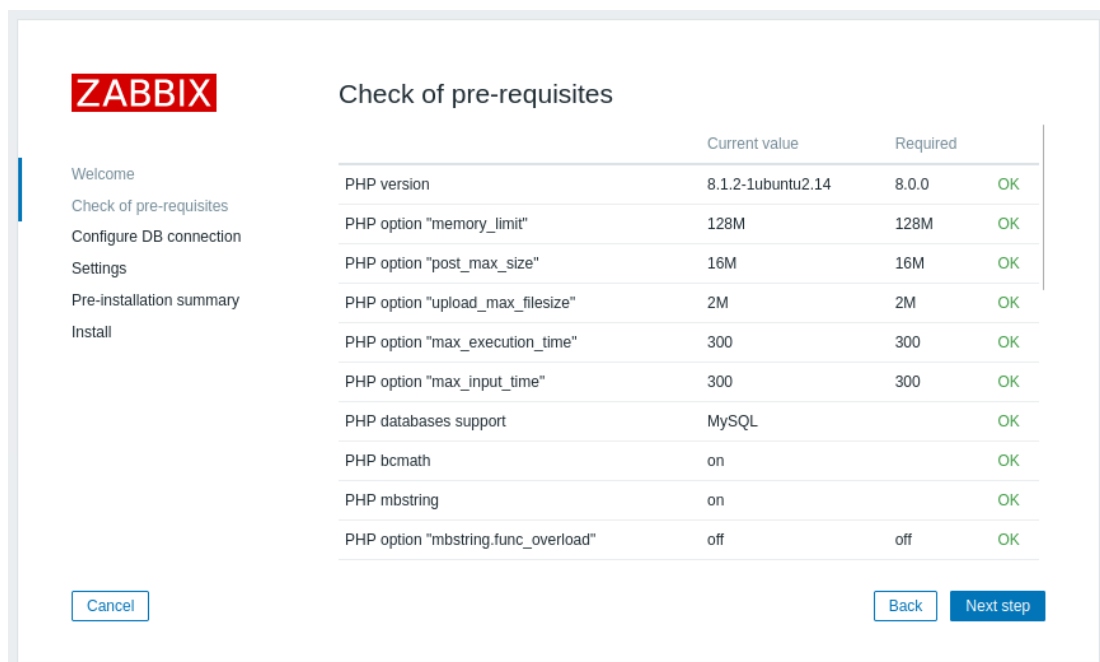 ZABBIX
Check of pre-requisites
Welcome
Check of pre-requisites
Configure DB connection
Settings
Pre-installation summary
Install
Current value Required
PHP version 8.1.2-1ubuntu2.14 8.0.0 OK
PHP option "memory_limit" 128M 128M OK
PHP option "post_max_size" 16M 16M OK
PHP option "upload_max_filesize" 2M 2M OK
PHP option "max_execution_time" 300 300 OK
PHP option "max_input_time" 300 300 OK
PHP databases support MySQL OK
PHP bcmath on OK
PHP mbstring on OK
PHP option "mbstring.func_overload" off off OK
Cancel Back Next step